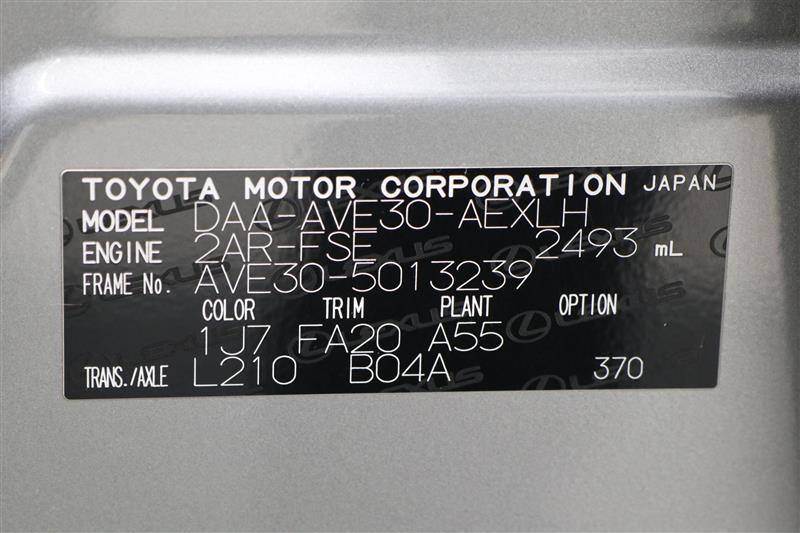 TOYOTA MOTOR CORPORATION JAPAN
MODEL DAA-AVE30-AEXLH
ENGINE 2AR-FSE 2493 mL
FRAME No. AVE30-5013239
COLOR TRIM PLANT OPTION
1J7 FA20 A55
TRANS./AXLE L210 B04A 370
LEXUS